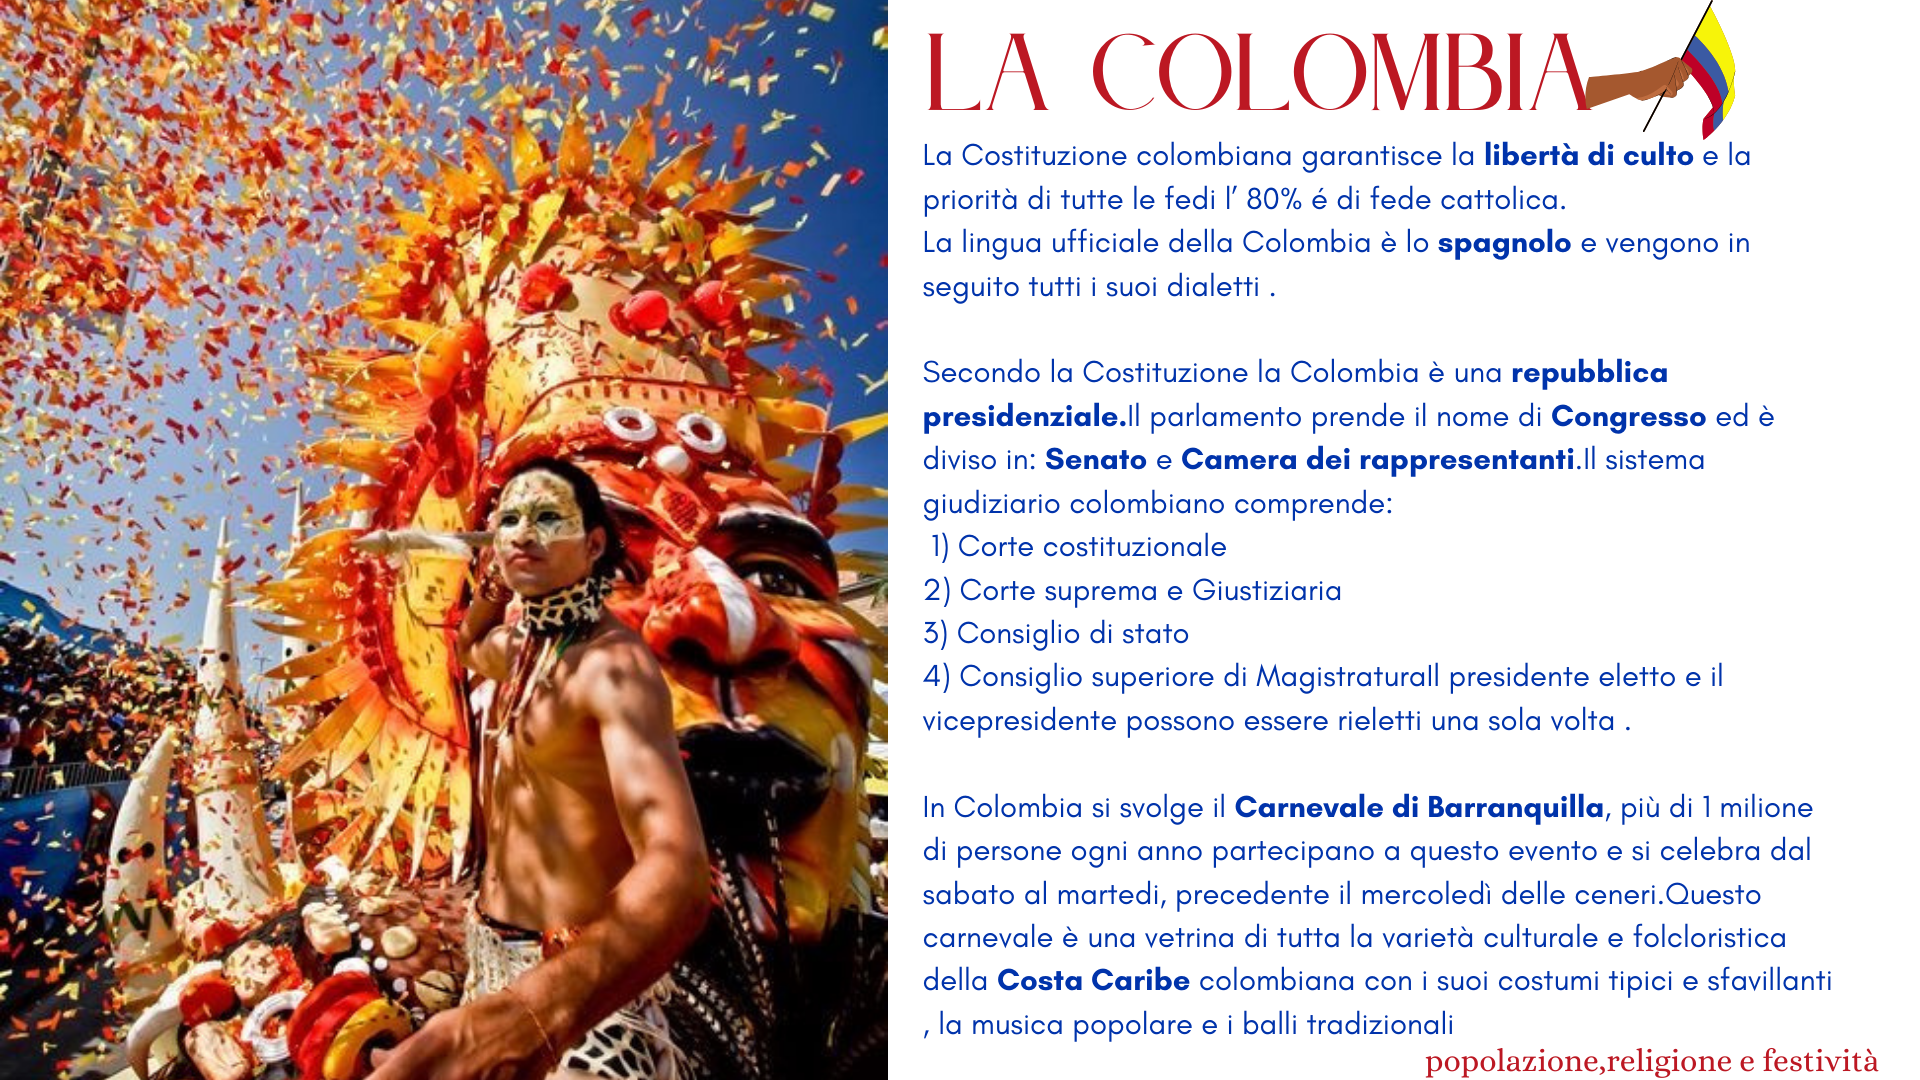 LA COLOMBIA
La Costituzione colombiana garantisce la libertà di culto e la
priorità di tutte le fedi l’ 80% é di fede cattolica.
La lingua ufficiale della Colombia è lo spagnolo e vengono in
seguito tutti i suoi dialetti .
Secondo la Costituzione la Colombia è una repubblica
presidenziale.Il parlamento prende il nome di Congresso ed è
diviso in: Senato e Camera dei rappresentanti.Il sistema
giudiziario colombiano comprende:
1) Corte costituzionale
2) Corte suprema e Giustiziaria
3) Consiglio di stato
4) Consiglio superiore di MagistraturaIl presidente eletto e il
vicepresidente possono essere rieletti una sola volta .
In Colombia si svolge il Carnevale di Barranquilla, più di 1 milione
di persone ogni anno partecipano a questo evento e si celebra dal
sabato al martedi, precedente il mercoledì delle ceneri.Questo
carnevale è una vetrina di tutta la varietà culturale e folcloristica
della Costa Caribe colombiana con i suoi costumi tipici e sfavillanti
, la musica popolare e i balli tradizionali
popolazione,religione e festività